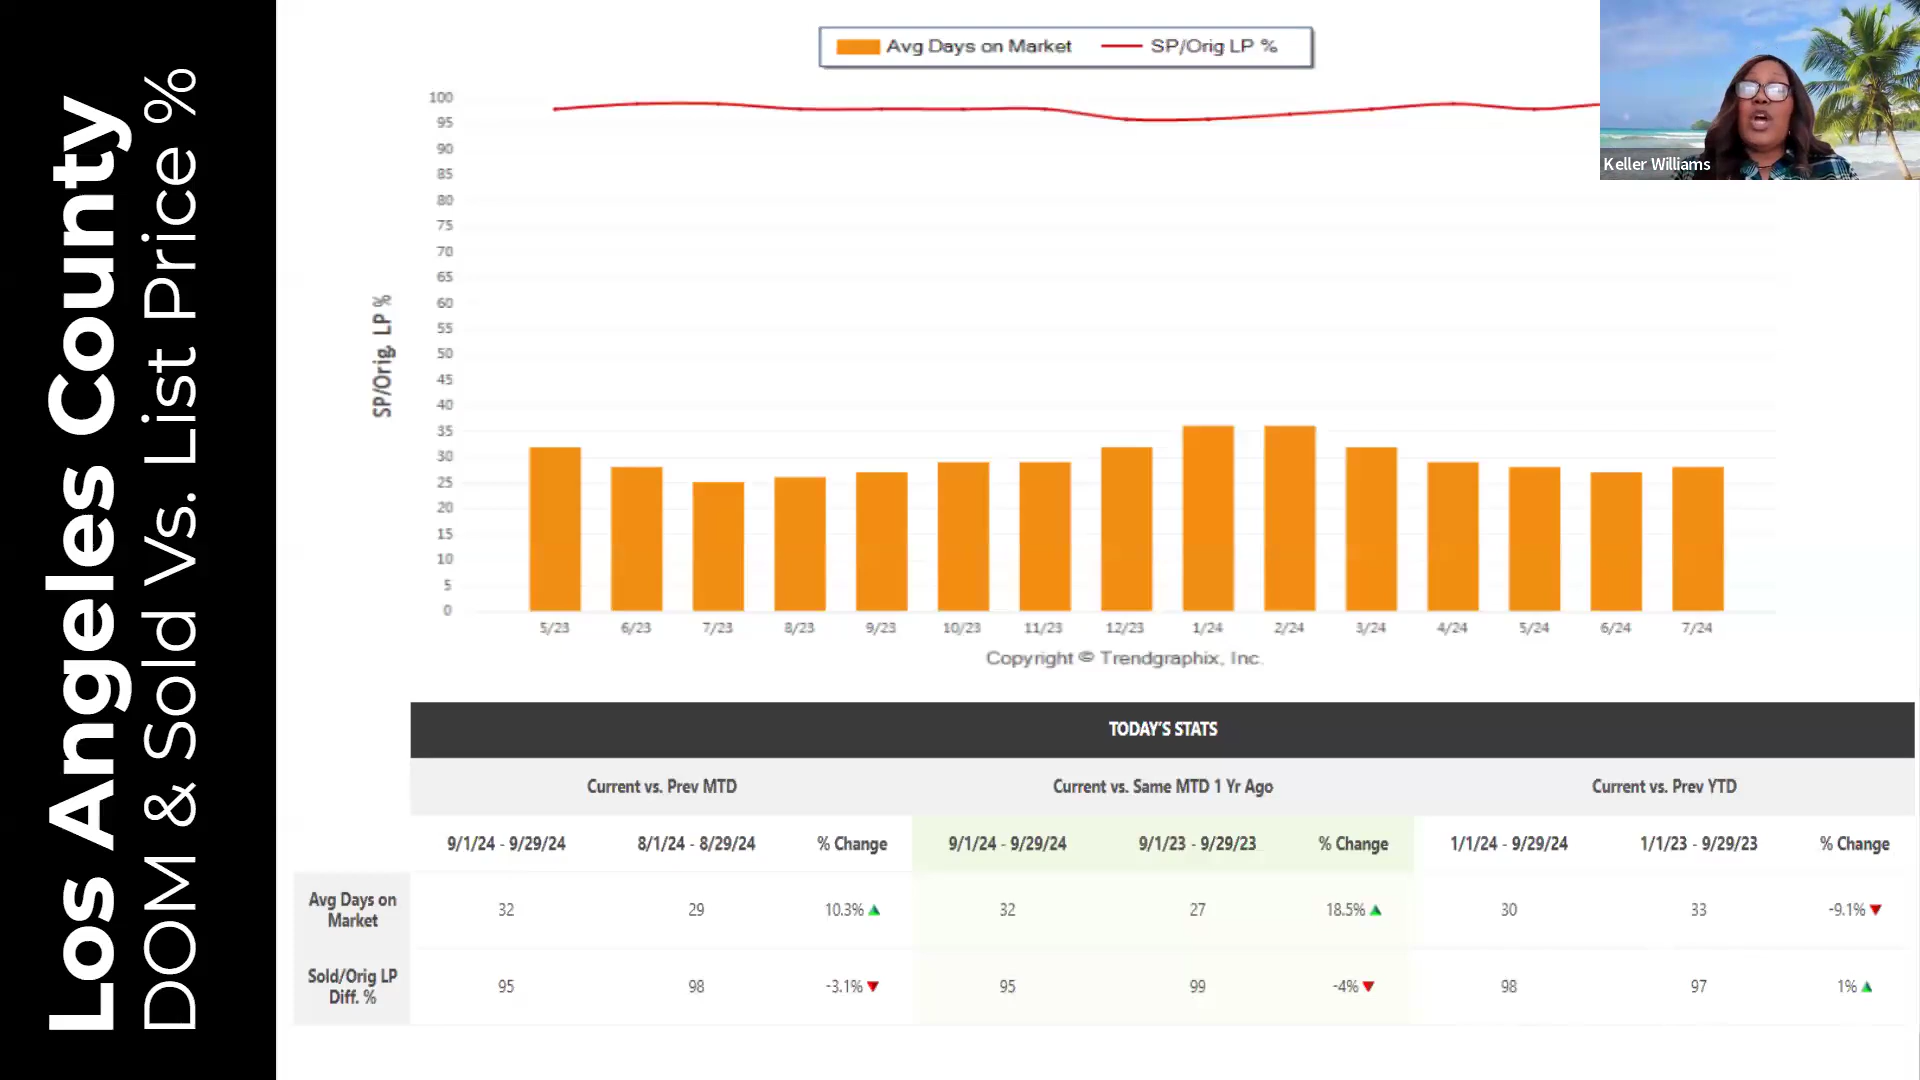 Los Angeles County
DOM & Sold Vs. List Price %
Avg Days on Market
SP/Orig LP %
Keller Williams
SP/Orig. LP %
100
95
90
85
80
75
70
65
60
55
50
45
40
35
30
25
20
15
10
5
0
5/23 6/23 7/23 8/23 9/23 10/23 11/23 12/23 1/24 2/24 3/24 4/24 5/24 6/24 7/24
Copyright © Trendgraphix, Inc.
TODAY'S STATS
Current vs. Prev MTD Current vs. Same MTD 1 Yr Ago Current vs. Prev YTD
9/1/24 - 9/29/24 8/1/24 - 8/29/24 % Change 9/1/24 - 9/29/24 9/1/23 - 9/29/23 % Change 1/1/24 - 9/29/24 1/1/23 - 9/29/23 % Change
Avg Days on
Market
32 29 10.3% 32 27 18.5% 30 33 -9.1%
Sold/Orig LP
Diff. %
95 98 -3.1% 95 99 -4% 98 97 1%